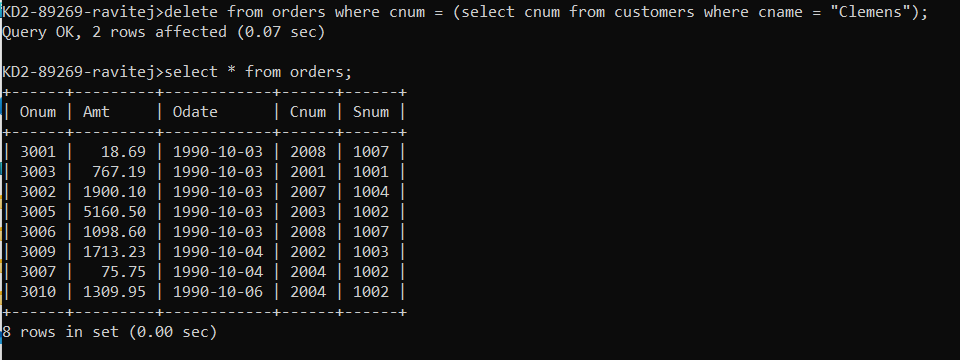 KD2-89269-ravitej>delete from orders where cnum = (select cnum from customers where cname = "Clemens");
Query OK, 2 rows affected (0.07 sec)
KD2-89269-ravitej>select * from orders;
+------+---------+------------+------+------+
| Onum | Amt     | Odate      | Cnum | Snum |
+------+---------+------------+------+------+
| 3001 |   18.69 | 1990-10-03 | 2008 | 1007 |
| 3003 |  767.19 | 1990-10-03 | 2001 | 1001 |
| 3002 | 1900.10 | 1990-10-03 | 2007 | 1004 |
| 3005 | 5160.50 | 1990-10-03 | 2003 | 1002 |
| 3006 | 1098.60 | 1990-10-03 | 2008 | 1007 |
| 3009 | 1713.23 | 1990-10-04 | 2002 | 1003 |
| 3007 |   75.75 | 1990-10-04 | 2004 | 1002 |
| 3010 | 1309.95 | 1990-10-06 | 2004 | 1002 |
+------+---------+------------+------+------+
8 rows in set (0.00 sec)